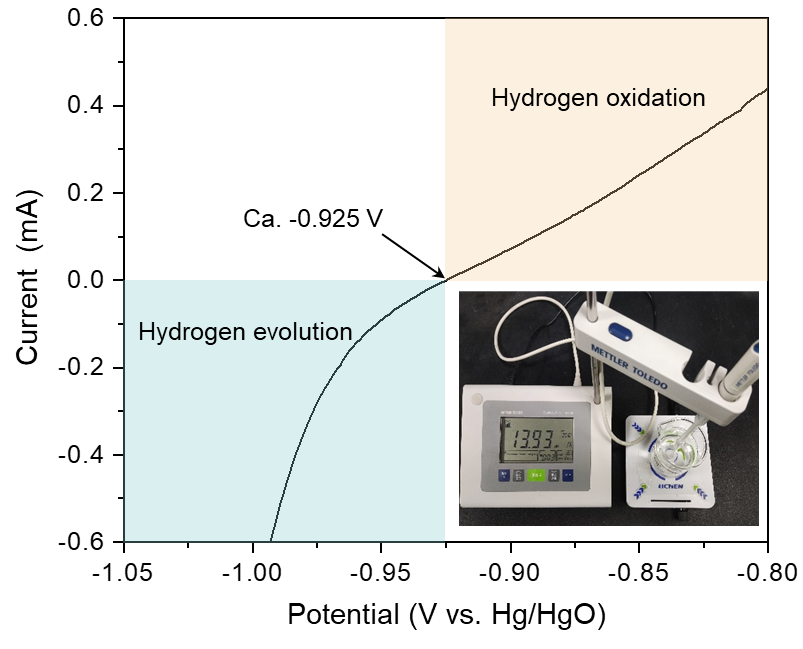 0.6
0.4
0.2
0.0
-0.2
-0.4
-0.6
Current (mA)
Hydrogen oxidation
Ca. -0.925 V
Hydrogen evolution
METTLER TOLEDO
13.93
LICHEN
-1.05 -1.00 -0.95 -0.90 -0.85 -0.80
Potential (V vs. Hg/HgO)